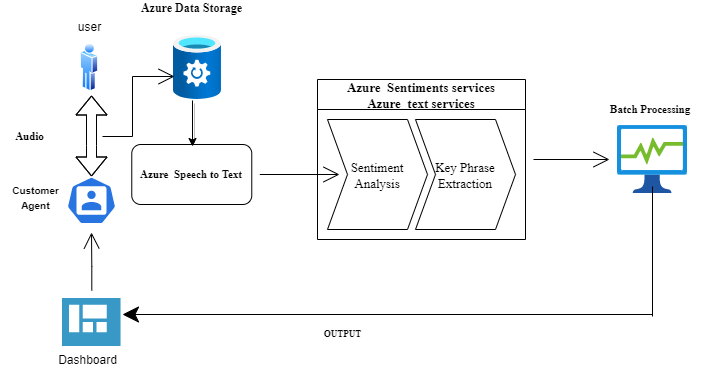 Azure Data Storage
user
Azure Sentiments services
Azure text services
Batch Processing
Audio
Azure Speech to Text
Sentiment
Analysis
Key Phrase
Extraction
Customer
Agent
OUTPUT
Dashboard